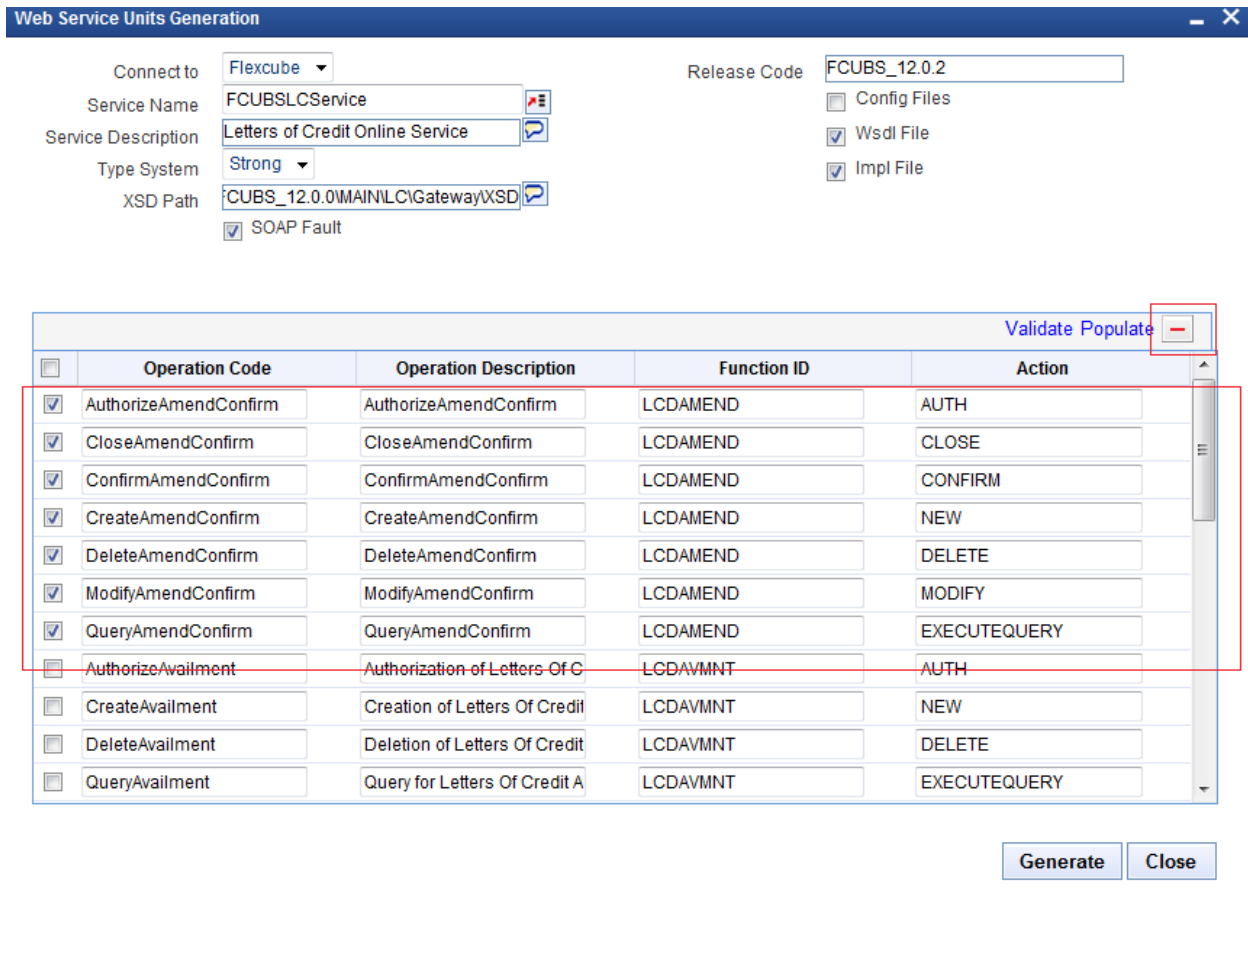 Web Service Units Generation
Connect to Flexcube Release Code FCUBS_12.0.2
Service Name FCUBSLCService Config Files
Service Description Letters of Credit Online Service Wsdl File
Type System Strong Impl File
XSD Path FCUBS_12.0.0\MAIN\LC\Gateway\XSD
SOAP Fault
Validate Populate
Operation Code Operation Description Function ID Action
AuthorizeAmendConfirm AuthorizeAmendConfirm LCDAMEND AUTH
CloseAmendConfirm CloseAmendConfirm LCDAMEND CLOSE
ConfirmAmendConfirm ConfirmAmendConfirm LCDAMEND CONFIRM
CreateAmendConfirm CreateAmendConfirm LCDAMEND NEW
DeleteAmendConfirm DeleteAmendConfirm LCDAMEND DELETE
ModifyAmendConfirm ModifyAmendConfirm LCDAMEND MODIFY
QueryAmendConfirm QueryAmendConfirm LCDAMEND EXECUTEQUERY
AuthorizeAvailment Authorization of Letters Of C LCDAVMNT AUTH
CreateAvailment Creation of Letters Of Credit LCDAVMNT NEW
DeleteAvailment Deletion of Letters Of Credit LCDAVMNT DELETE
QueryAvailment Query for Letters Of Credit A LCDAVMNT EXECUTEQUERY
Generate Close